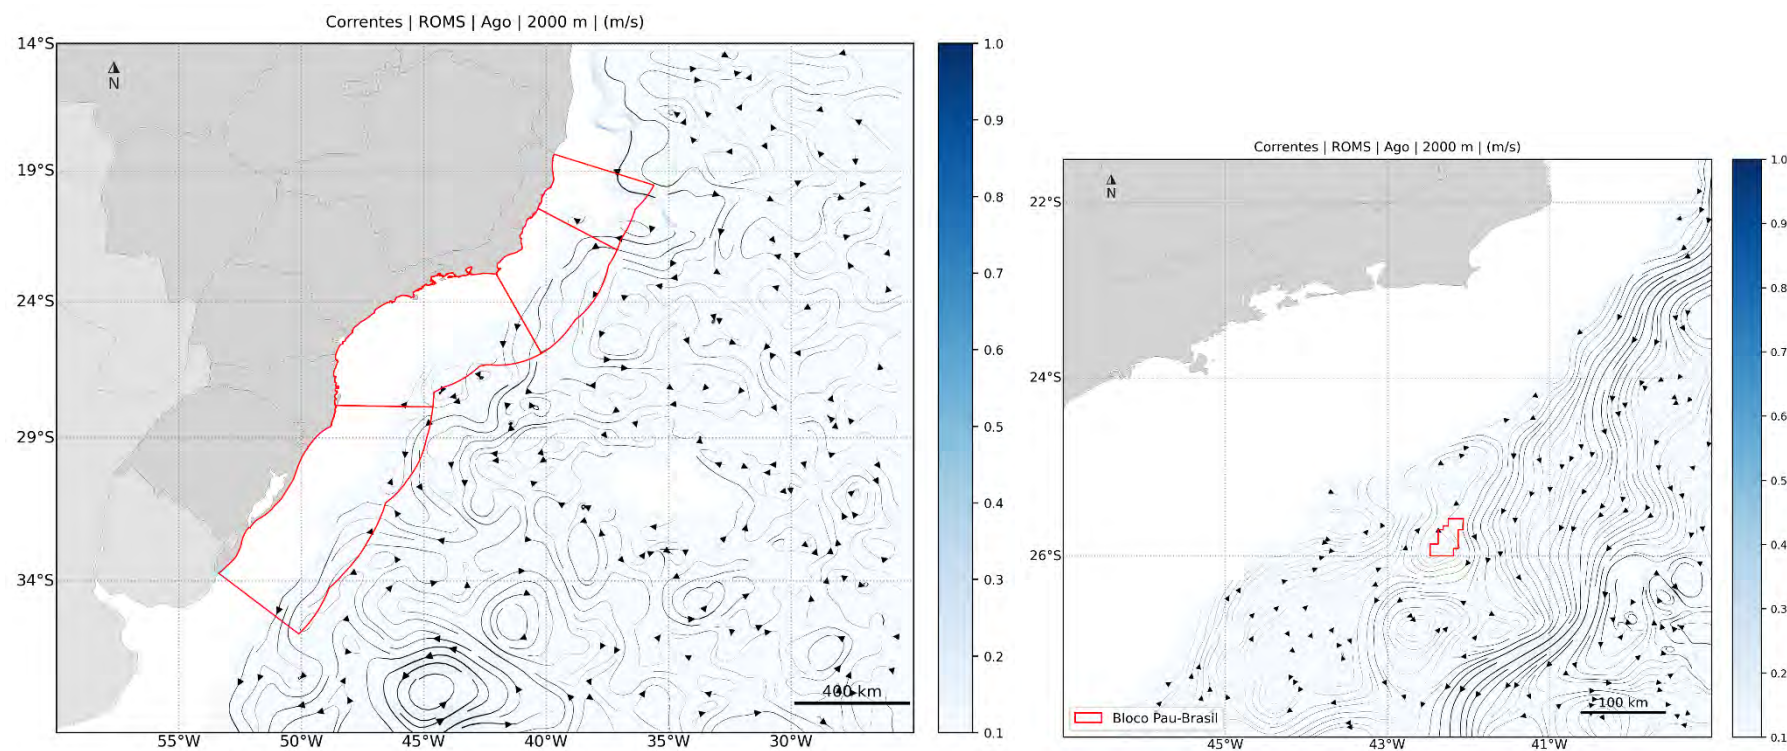 Correntes | ROMS | Ago | 2000 m | (m/s)
14°S
19°S
24°S
29°S
34°S
N
400 km
55°W
50°W
45°W
40°W
35°W
30°W
1.0
0.9
0.8
0.7
0.6
0.5
0.4
0.3
0.2
0.1
Correntes | ROMS | Ago | 2000 m | (m/s)
22°S
24°S
26°S
N
100 km
Bloco Pau-Brasil
45°W
43°W
41°W
1.0
0.9
0.8
0.7
0.6
0.5
0.4
0.3
0.2
0.1